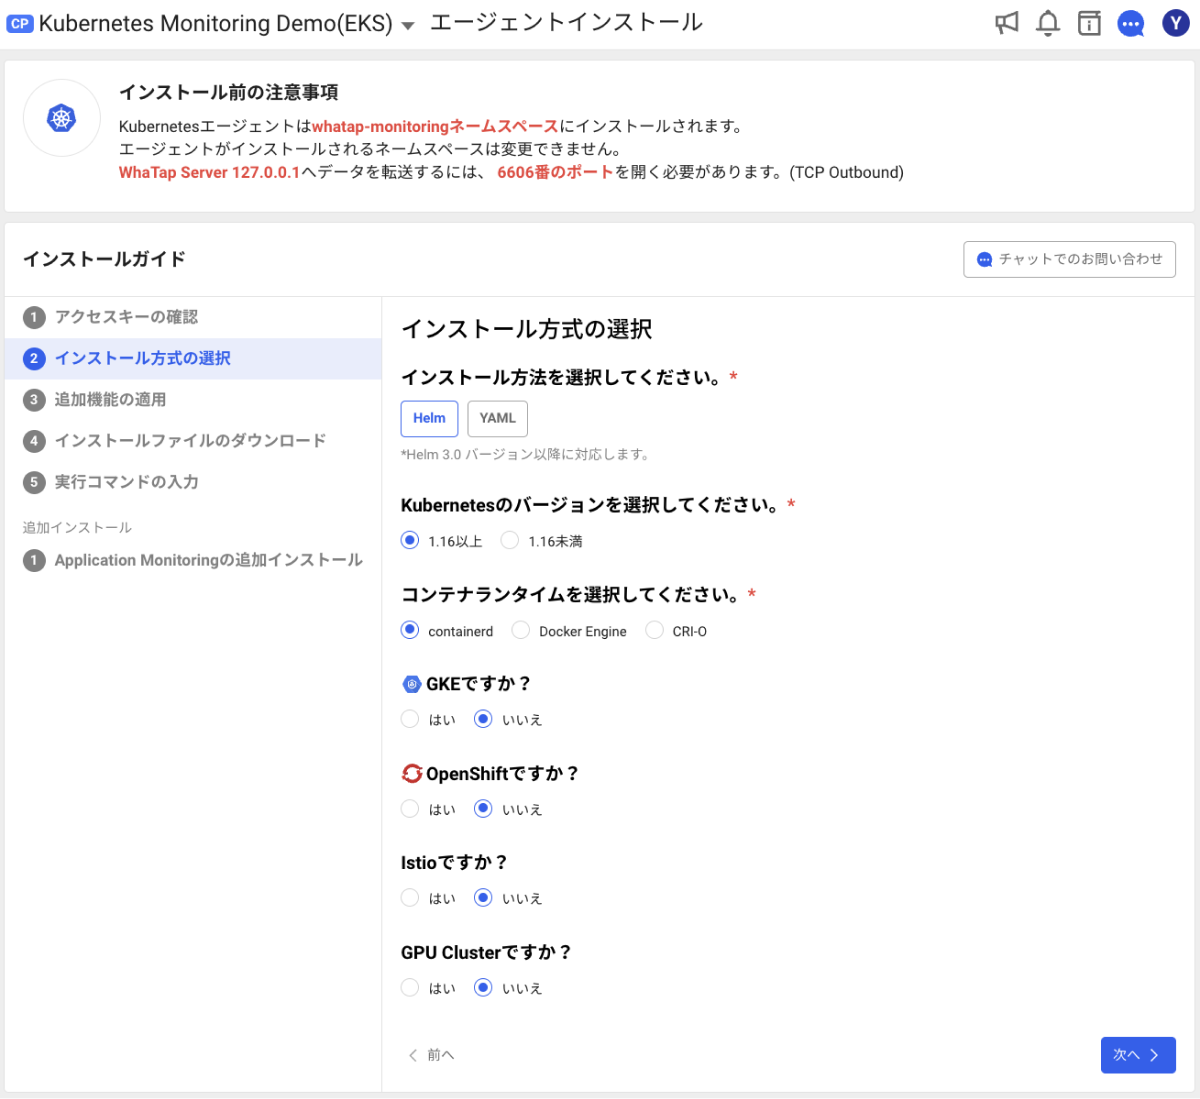 CP Kubernetes Monitoring Demo(EKS) エージェントインストール
Y
インストール前の注意事項
Kubernetesエージェントはwhatap-monitoringネームスペースにインストールされます。
エージェントがインストールされるネームスペースは変更できません。
WhaTap Server 127.0.0.1へデータを転送するには、 6606番のポートを開く必要があります。(TCP Outbound)
インストールガイド
チャットでのお問い合わせ
1 アクセスキーの確認
2 インストール方式の選択
3 追加機能の適用
4 インストールファイルのダウンロード
5 実行コマンドの入力
追加インストール
1 Application Monitoringの追加インストール
インストール方式の選択
インストール方法を選択してください。*
Helm YAML
*Helm 3.0 バージョン以降に対応します。
Kubernetesのバージョンを選択してください。*
1.16以上 1.16未満
コンテナランタイムを選択してください。*
containerd Docker Engine CRI-O
GKEですか？
はい いいえ
OpenShiftですか？
はい いいえ
Istioですか？
はい いいえ
GPU Clusterですか？
はい いいえ
前へ
次へ